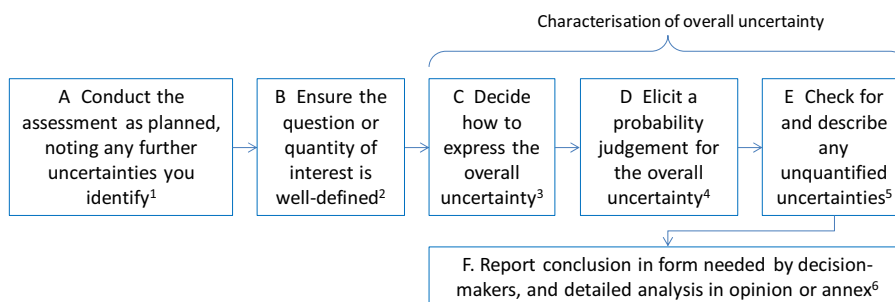 Characterisation of overall uncertainty
A Conduct the
assessment as planned,
noting any further
uncertainties you
identify¹
B Ensure the
question or
quantity of
interest is
well-defined²
C Decide
how to
express the
overall
uncertainty³
D Elicit a
probability
judgement for
the overall
uncertainty⁴
E Check for
and describe
any
unquantified
uncertainties⁵
F. Report conclusion in form needed by decision-
makers, and detailed analysis in opinion or annex⁶